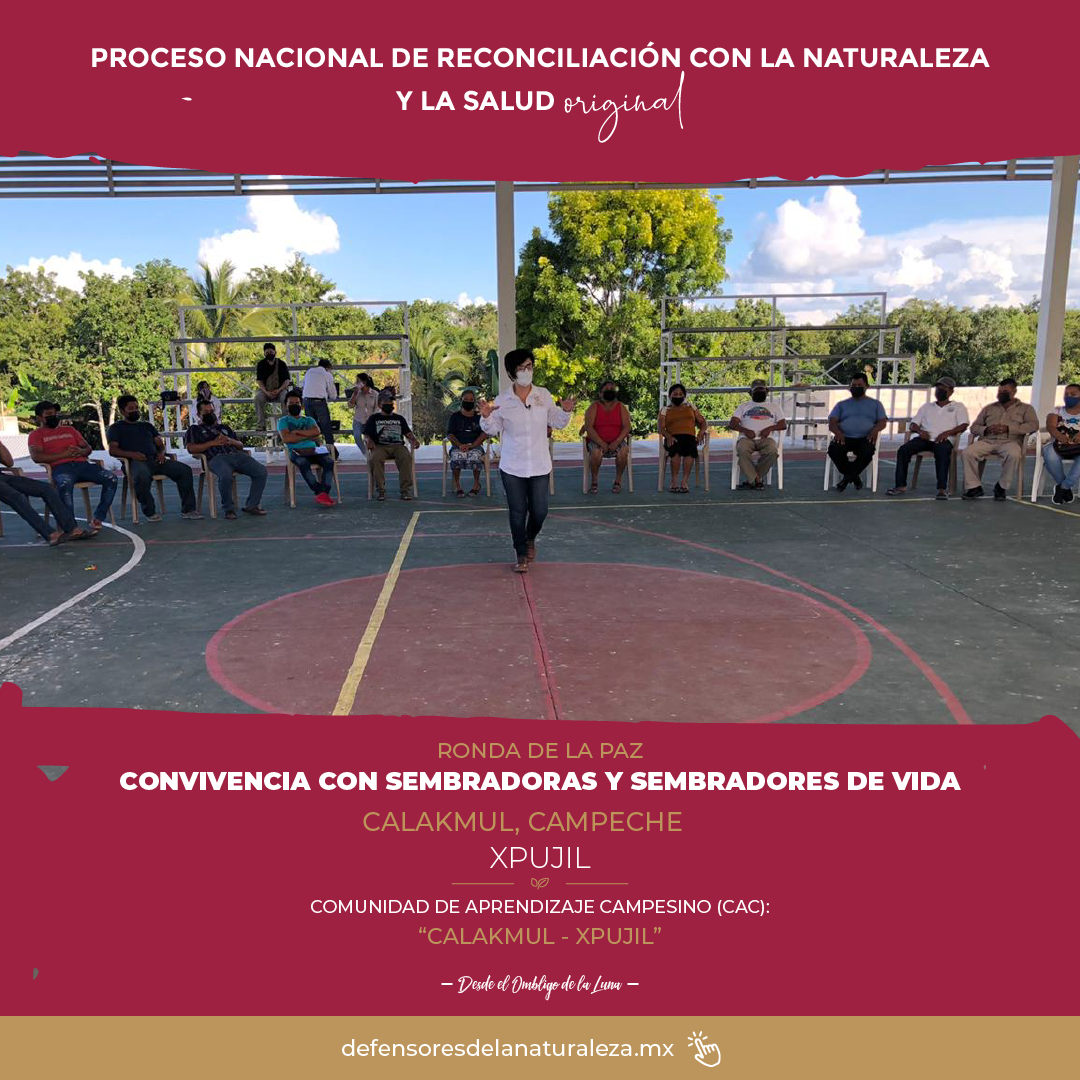 PROCESO NACIONAL DE RECONCILIACIÓN CON LA NATURALEZA
Y LA SALUD original
RONDA DE LA PAZ
CONVIVENCIA CON SEMBRADORAS Y SEMBRADORES DE VIDA
CALAKMUL, CAMPECHE
XPUJIL
COMUNIDAD DE APRENDIZAJE CAMPESINO (CAC):
“CALAKMUL - XPUJIL”
— Desde el Ombligo de la Luna —
defensoresdelanaturaleza.mx